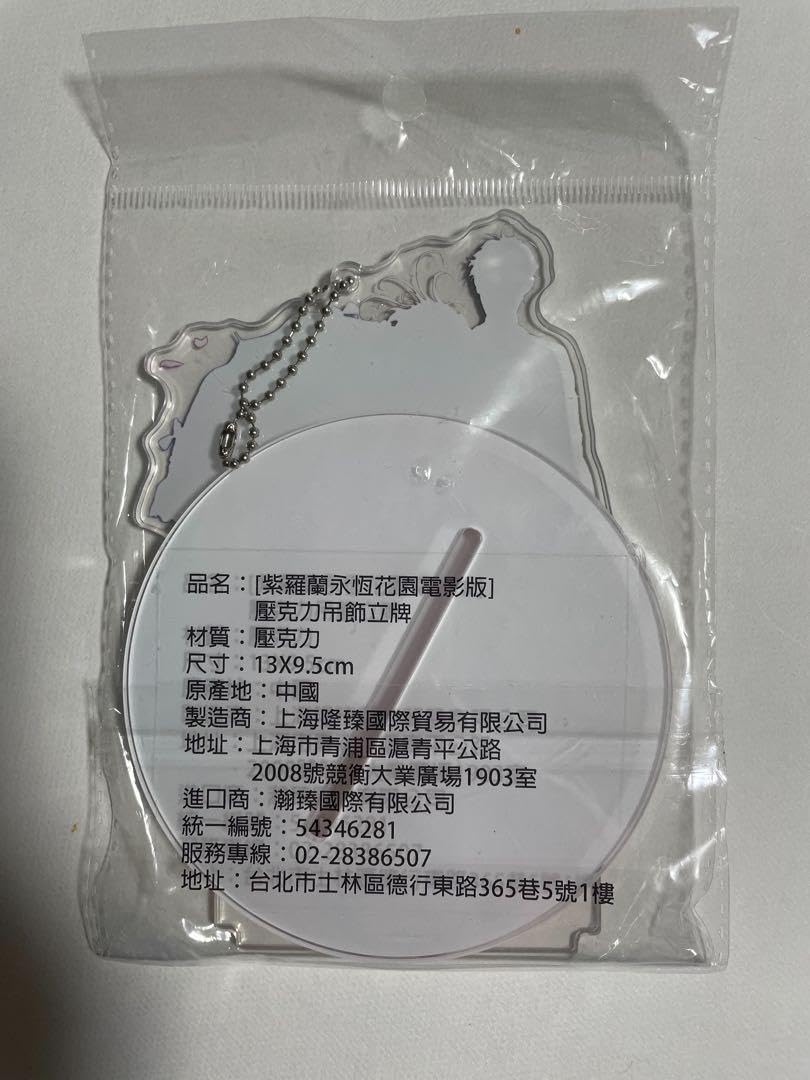 品名：[紫羅蘭永恆花園電影版]
壓克力吊飾立牌
材質：壓克力
尺寸：13X9.5cm
原產地：中國
製造商：上海隆臻國際貿易有限公司
地址：上海市青浦區滬青平公路
2008號競衡大業廣場1903室
進口商：瀚臻國際有限公司
統一編號：54346281
服務專線：02-28386507
地址：台北市士林區德行東路365巷5號1樓